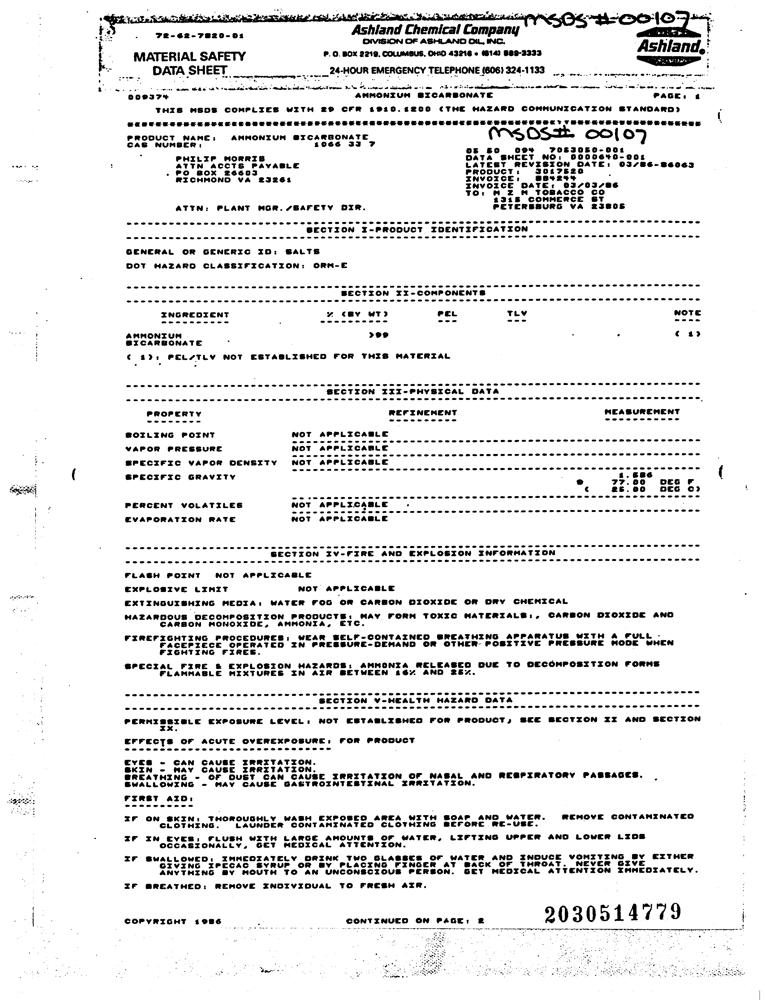 MSDS #-00107
72-62-7820-01
Ashland Chemical Company
DIVISION OF ASHLAND OIL, INC.
P. O. BOX 2219, COLUMBUS, OHIO 43216 • (614) 889-3333
Ashland.
MATERIAL SAFETY
DATA SHEET
24-HOUR EMERGENCY TELEPHONE (606) 324-1133
009374 AMMONIUM BICARBONATE PAGE: 1
THIS MSDS COMPLIES WITH 29 CFR 1910.1200 (THE HAZARD COMMUNICATION STANDARD)
MSDS# 00107
PRODUCT NAME: AMMONIUM BICARBONATE
CAS NUMBER: 1066 33 7
05 50 094 7053050-001
DATA SHEET NO: 0000640-001
LATEST REVISION DATE: 03/86-86063
PRODUCT: 3017520
INVOICE:
INVOICE DATE: 03/03/86
TO: M Z M TOBACCO CO
1315 COMMERCE ST
PETERSBURG VA 23805
PHILIP MORRIS
ATTN ACCTS PAYABLE
PO BOX 26603
RICHMOND VA 23261
ATTN: PLANT MGR./SAFETY DIR.
SECTION I-PRODUCT IDENTIFICATION
GENERAL OR GENERIC ID: SALTS
DOT HAZARD CLASSIFICATION: ORM-E
SECTION II-COMPONENTS
INGREDIENT % (BY WT) PEL TLV NOTE
AMMONIUM >99 ( 1)
BICARBONATE
( 1): PEL/TLV NOT ESTABLISHED FOR THIS MATERIAL
SECTION III-PHYSICAL DATA
PROPERTY REFINEMENT MEASUREMENT
BOILING POINT NOT APPLICABLE
VAPOR PRESSURE NOT APPLICABLE
SPECIFIC VAPOR DENSITY NOT APPLICABLE
SPECIFIC GRAVITY 1.586
@ 77.00 DEG F
( 25.00 DEG C)
PERCENT VOLATILES NOT APPLICABLE
EVAPORATION RATE NOT APPLICABLE
SECTION IV-FIRE AND EXPLOSION INFORMATION
FLASH POINT NOT APPLICABLE
EXPLOSIVE LIMIT NOT APPLICABLE
EXTINGUISHING MEDIA: WATER FOG OR CARBON DIOXIDE OR DRY CHEMICAL
HAZARDOUS DECOMPOSITION PRODUCTS: MAY FORM TOXIC MATERIALS:, CARBON DIOXIDE AND
CARBON MONOXIDE, AMMONIA, ETC.
FIREFIGHTING PROCEDURES: WEAR SELF-CONTAINED BREATHING APPARATUS WITH A FULL
FACEPIECE OPERATED IN PRESSURE-DEMAND OR OTHER POSITIVE PRESSURE MODE WHEN
FIGHTING FIRES.
SPECIAL FIRE & EXPLOSION HAZARDS: AMMONIA RELEASED DUE TO DECOMPOSITION FORMS
FLAMMABLE MIXTURES IN AIR BETWEEN 16% AND 25%.
SECTION V-HEALTH HAZARD DATA
PERMISSIBLE EXPOSURE LEVEL: NOT ESTABLISHED FOR PRODUCT, SEE SECTION II AND SECTION
IX.
EFFECTS OF ACUTE OVEREXPOSURE: FOR PRODUCT
EYES - CAN CAUSE IRRITATION.
SKIN - MAY CAUSE IRRITATION.
BREATHING - OF DUST CAN CAUSE IRRITATION OF NASAL AND RESPIRATORY PASSAGES.
SWALLOWING - MAY CAUSE GASTROINTESTINAL IRRITATION.
FIRST AID:
IF ON SKIN: THOROUGHLY WASH EXPOSED AREA WITH SOAP AND WATER. REMOVE CONTAMINATED
CLOTHING. LAUNDER CONTAMINATED CLOTHING BEFORE RE-USE.
IF IN EYES: FLUSH WITH LARGE AMOUNTS OF WATER, LIFTING UPPER AND LOWER LIDS
OCCASIONALLY, GET MEDICAL ATTENTION.
IF SWALLOWED: IMMEDIATELY DRINK TWO GLASSES OF WATER AND INDUCE VOMITING BY EITHER
GIVING IPECAC SYRUP OR BY PLACING FINGER AT BACK OF THROAT. NEVER GIVE
ANYTHING BY MOUTH TO AN UNCONSCIOUS PERSON. GET MEDICAL ATTENTION IMMEDIATELY.
IF BREATHED: REMOVE INDIVIDUAL TO FRESH AIR.
COPYRIGHT 1986 CONTINUED ON PAGE: 2
2030514779